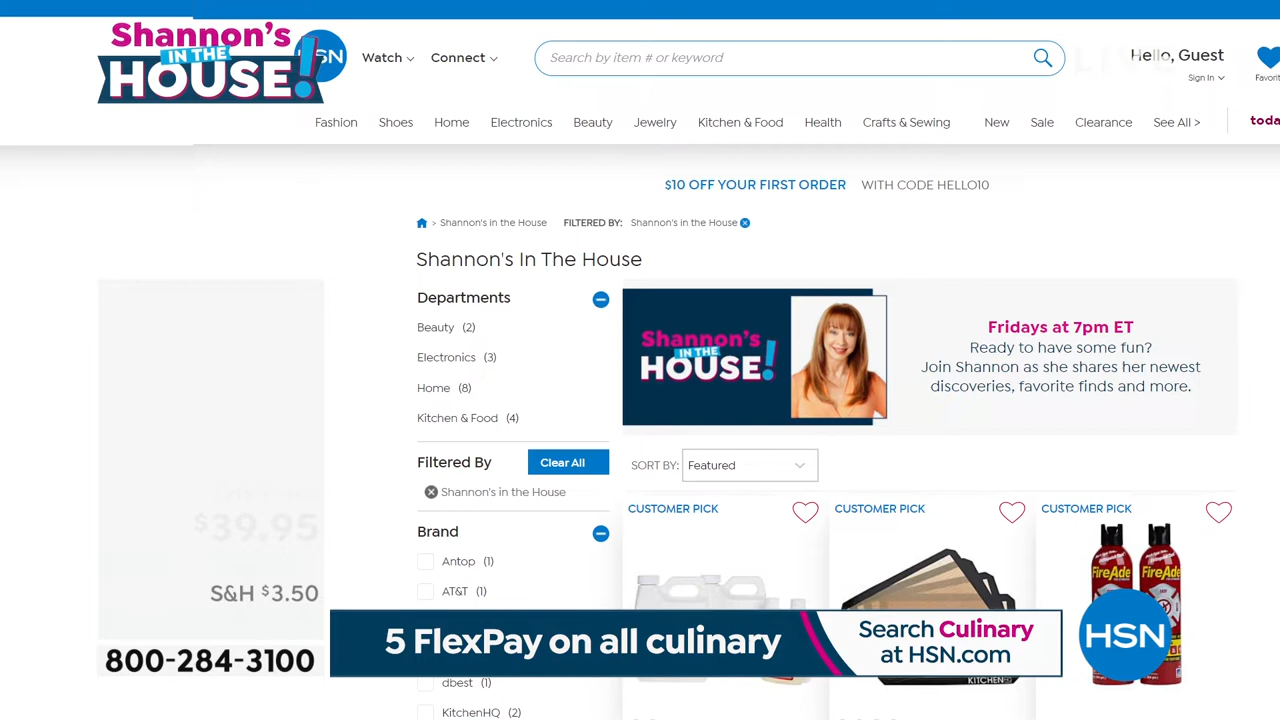 Shannon's
IN THE
HOUSE!
Watch
Connect
Search by item # or keyword
Hello, Guest
Sign In
Fashion
Shoes
Home
Electronics
Beauty
Jewelry
Kitchen & Food
Health
Crafts & Sewing
New
Sale
Clearance
See All >
$10 OFF YOUR FIRST ORDER WITH CODE HELLO10
> Shannon's in the House FILTERED BY: Shannon's in the House
Shannon's In The House
Departments
Beauty (2)
Electronics (3)
Home (8)
Kitchen & Food (4)
Filtered By
Clear All
Shannon's in the House
Brand
Antop (1)
AT&T (1)
dbest (1)
KitchenHQ (2)
Shannon's
IN THE
HOUSE!
Fridays at 7pm ET
Ready to have some fun?
Join Shannon as she shares her newest
discoveries, favorite finds and more.
SORT BY: Featured
CUSTOMER PICK
CUSTOMER PICK
CUSTOMER PICK
FireAde
FireAde
$39.95
S&H $3.50
800-284-3100
5 FlexPay on all culinary
Search Culinary
at HSN.com
HSN